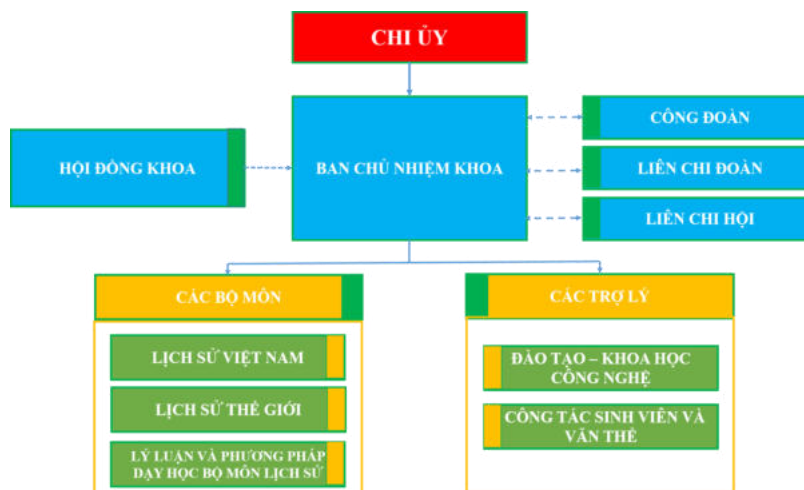 CHI ỦY
HỘI ĐỒNG KHOA
BAN CHỦ NHIỆM KHOA
CÔNG ĐOÀN
LIÊN CHI ĐOÀN
LIÊN CHI HỘI
CÁC BỘ MÔN
LỊCH SỬ VIỆT NAM
LỊCH SỬ THẾ GIỚI
LÝ LUẬN VÀ PHƯƠNG PHÁP
DẠY HỌC BỘ MÔN LỊCH SỬ
CÁC TRỢ LÝ
ĐÀO TẠO – KHOA HỌC
CÔNG NGHỆ
CÔNG TÁC SINH VIÊN VÀ
VĂN THỂ